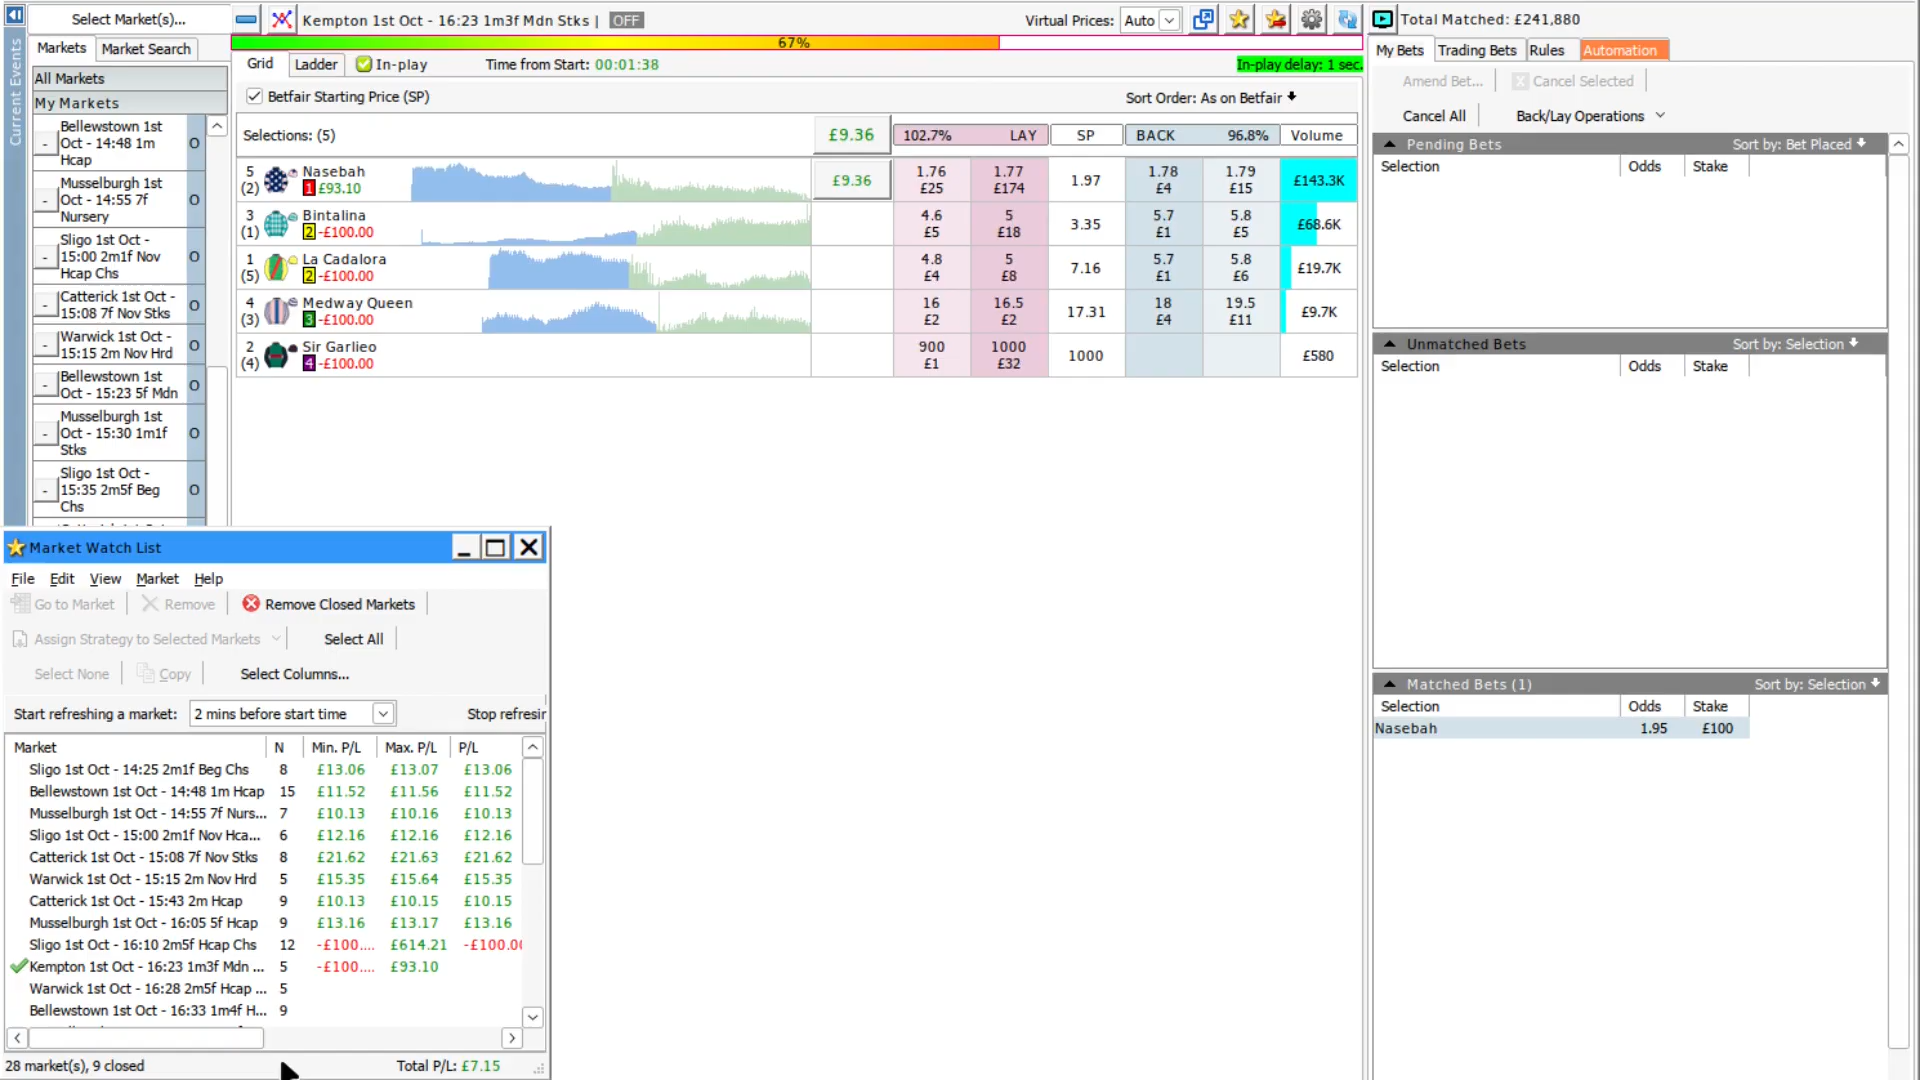 Select Market(s)...
Kempton 1st Oct - 16:23 1m3f Mdn Stks |
OFF
Virtual Prices:
Auto
Total Matched: £241,880
Current Events
Markets
Market Search
67%
My Bets
Trading Bets
Rules
Automation
Grid
Ladder
In-play
Time from Start: 00:01:38
In-play delay: 1 sec.
All Markets
My Markets
Betfair Starting Price (SP)
Sort Order: As on Betfair
Amend Bet...
Cancel Selected
Cancel All
Back/Lay Operations
Bellewstown 1st
Oct - 14:48 1m
Hcap
- O
Musselburgh 1st
Oct - 14:55 7f
Nursery
- O
Sligo 1st Oct -
15:00 2m1f Nov
Hcap Chs
- O
Catterick 1st Oct -
15:08 7f Nov Stks
- O
Warwick 1st Oct -
15:15 2m Nov Hrd
- O
Bellewstown 1st
Oct - 15:23 5f Mdn
- O
Musselburgh 1st
Oct - 15:30 1m1f
Stks
- O
Sligo 1st Oct -
15:35 2m5f Beg
Chs
- O
Selections: (5)
£9.36
102.7% LAY
SP
BACK 96.8%
Volume
5 Nasebah
(2) 1 £93.10
£9.36
1.76 1.77 1.97 1.78 1.79 £143.3K
£25 £174 £4 £15
3 Bintalina
(1) 2 -£100.00
4.6 5 3.35 5.7 5.8 £68.6K
£5 £18 £1 £5
1 La Cadalora
(5) 2 -£100.00
4.8 5 7.16 5.7 5.8 £19.7K
£4 £8 £1 £6
4 Medway Queen
(3) 3 -£100.00
16 16.5 17.31 18 19.5 £9.7K
£2 £2 £4 £11
2 Sir Garlieo
(4) 4 -£100.00
900 1000 1000 £580
£1 £32
Pending Bets
Sort by: Bet Placed
Selection Odds Stake
Unmatched Bets
Sort by: Selection
Selection Odds Stake
Matched Bets (1)
Sort by: Selection
Selection Odds Stake
Nasebah 1.95 £100
Market Watch List
File Edit View Market Help
Go to Market
Remove
Remove Closed Markets
Assign Strategy to Selected Markets
Select All
Select None
Copy
Select Columns...
Start refreshing a market: 2 mins before start time
Stop refresir
Market N Min. P/L Max. P/L P/L
Sligo 1st Oct - 14:25 2m1f Beg Chs 8 £13.06 £13.07 £13.06
Bellewstown 1st Oct - 14:48 1m Hcap 15 £11.52 £11.56 £11.52
Musselburgh 1st Oct - 14:55 7f Nurs... 7 £10.13 £10.16 £10.13
Sligo 1st Oct - 15:00 2m1f Nov Hca... 6 £12.16 £12.16 £12.16
Catterick 1st Oct - 15:08 7f Nov Stks 8 £21.62 £21.63 £21.62
Warwick 1st Oct - 15:15 2m Nov Hrd 5 £15.35 £15.64 £15.35
Catterick 1st Oct - 15:43 2m Hcap 9 £10.13 £10.15 £10.15
Musselburgh 1st Oct - 16:05 5f Hcap 9 £13.16 £13.17 £13.16
Sligo 1st Oct - 16:10 2m5f Hcap Chs 12 -£100.... £614.21 -£100.00
Kempton 1st Oct - 16:23 1m3f Mdn ... 5 -£100.... £93.10
Warwick 1st Oct - 16:28 2m5f Hcap ... 5
Bellewstown 1st Oct - 16:33 1m4f H... 9
28 market(s), 9 closed
Total P/L: £7.15